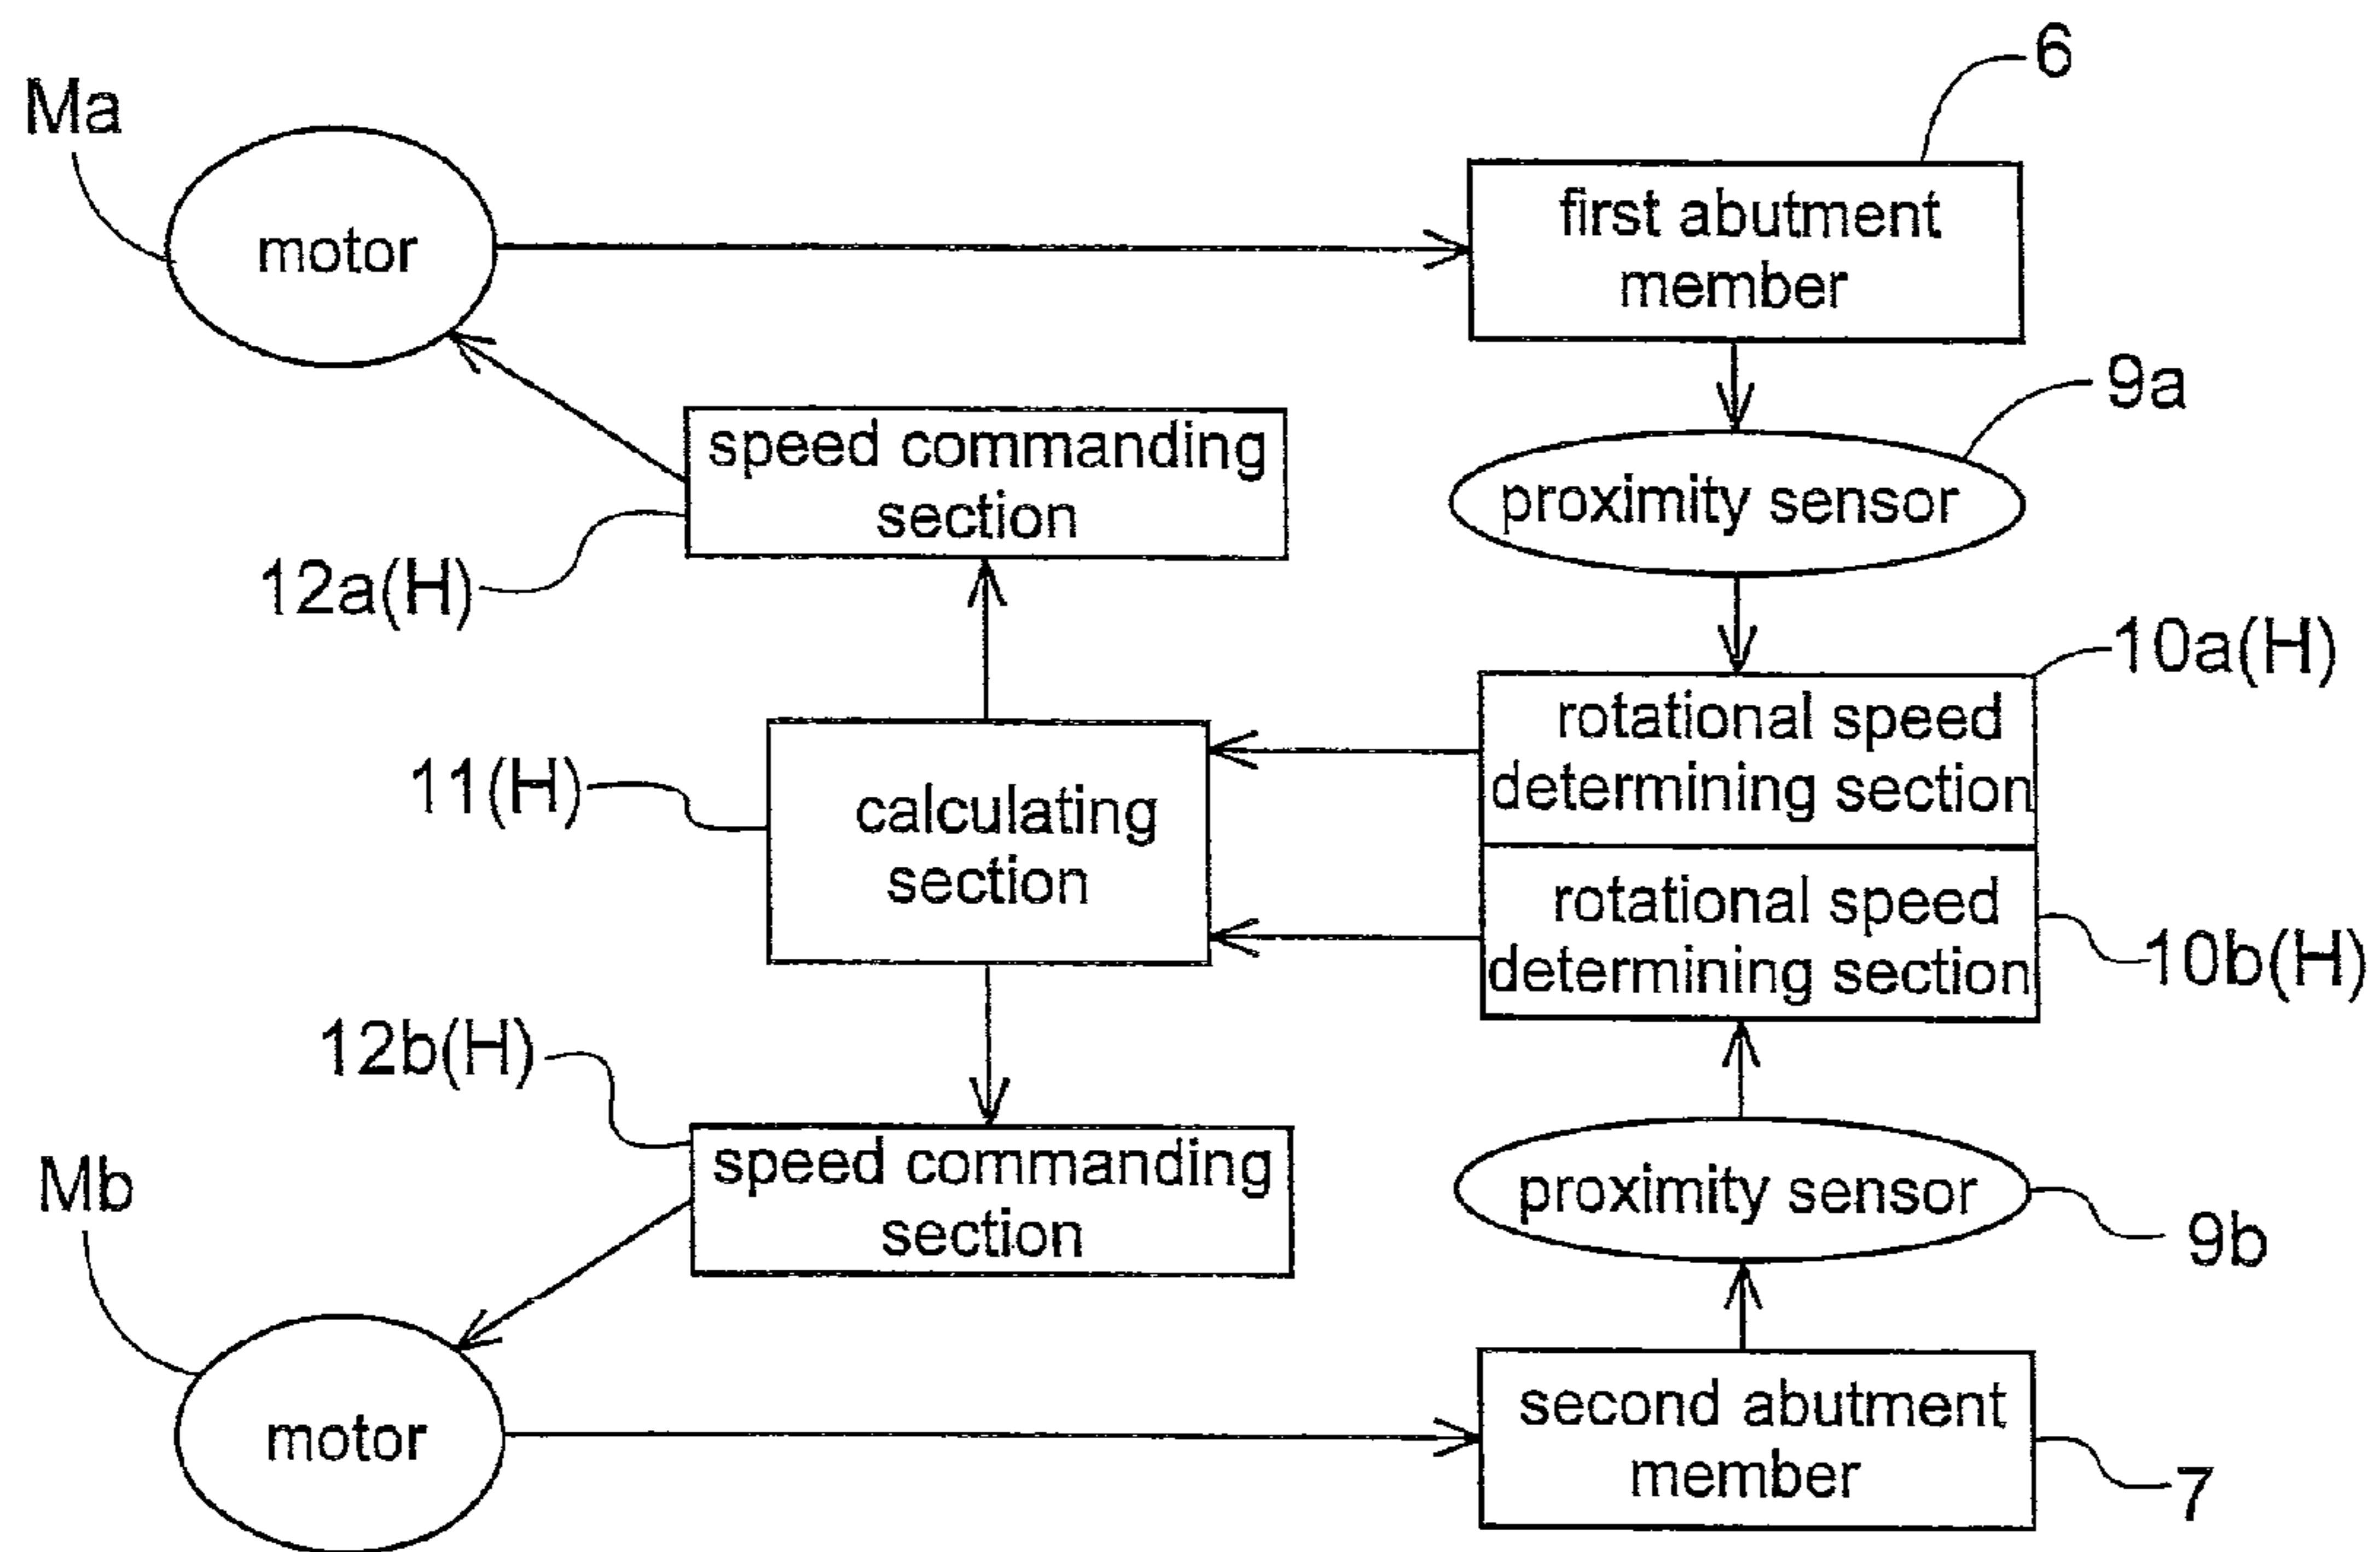 6
Ma
first abutment
member
motor
9a
speed commanding
section
proximity sensor
12a(H)
10a(H)
rotational speed
determining section
11(H)
calculating
section
rotational speed
determining section
10b(H)
12b(H)
speed commanding
section
Mb
proximity sensor
9b
second abutment
member
motor
7